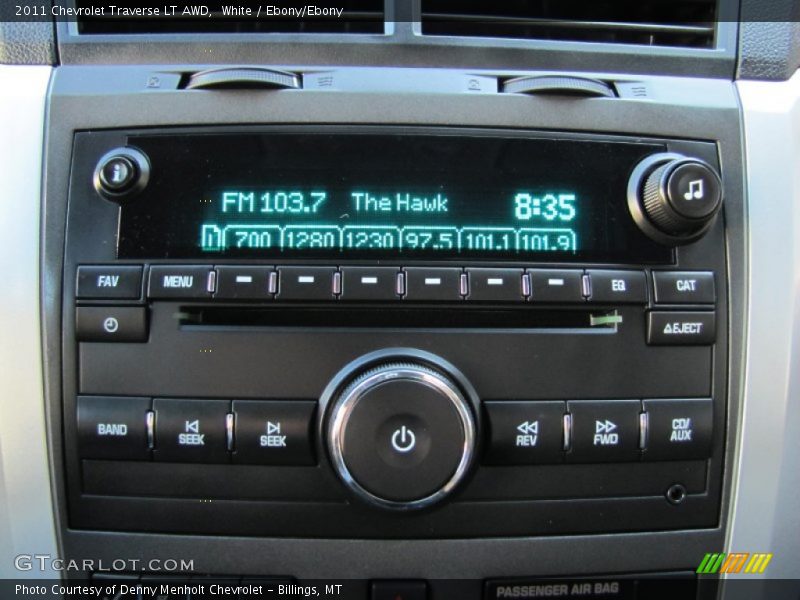 2011 Chevrolet Traverse LT AWD,  White / Ebony/Ebony
i
FM 103.7 The Hawk 8:35
700 1280 1230 97.5 101.1 101.9
FAV MENU EQ CAT
EJECT
BAND SEEK SEEK REV FWD CD/AUX
GTCARLOT.COM
Photo Courtesy of Denny Menholt Chevrolet - Billings, MT
PASSENGER AIR BAG